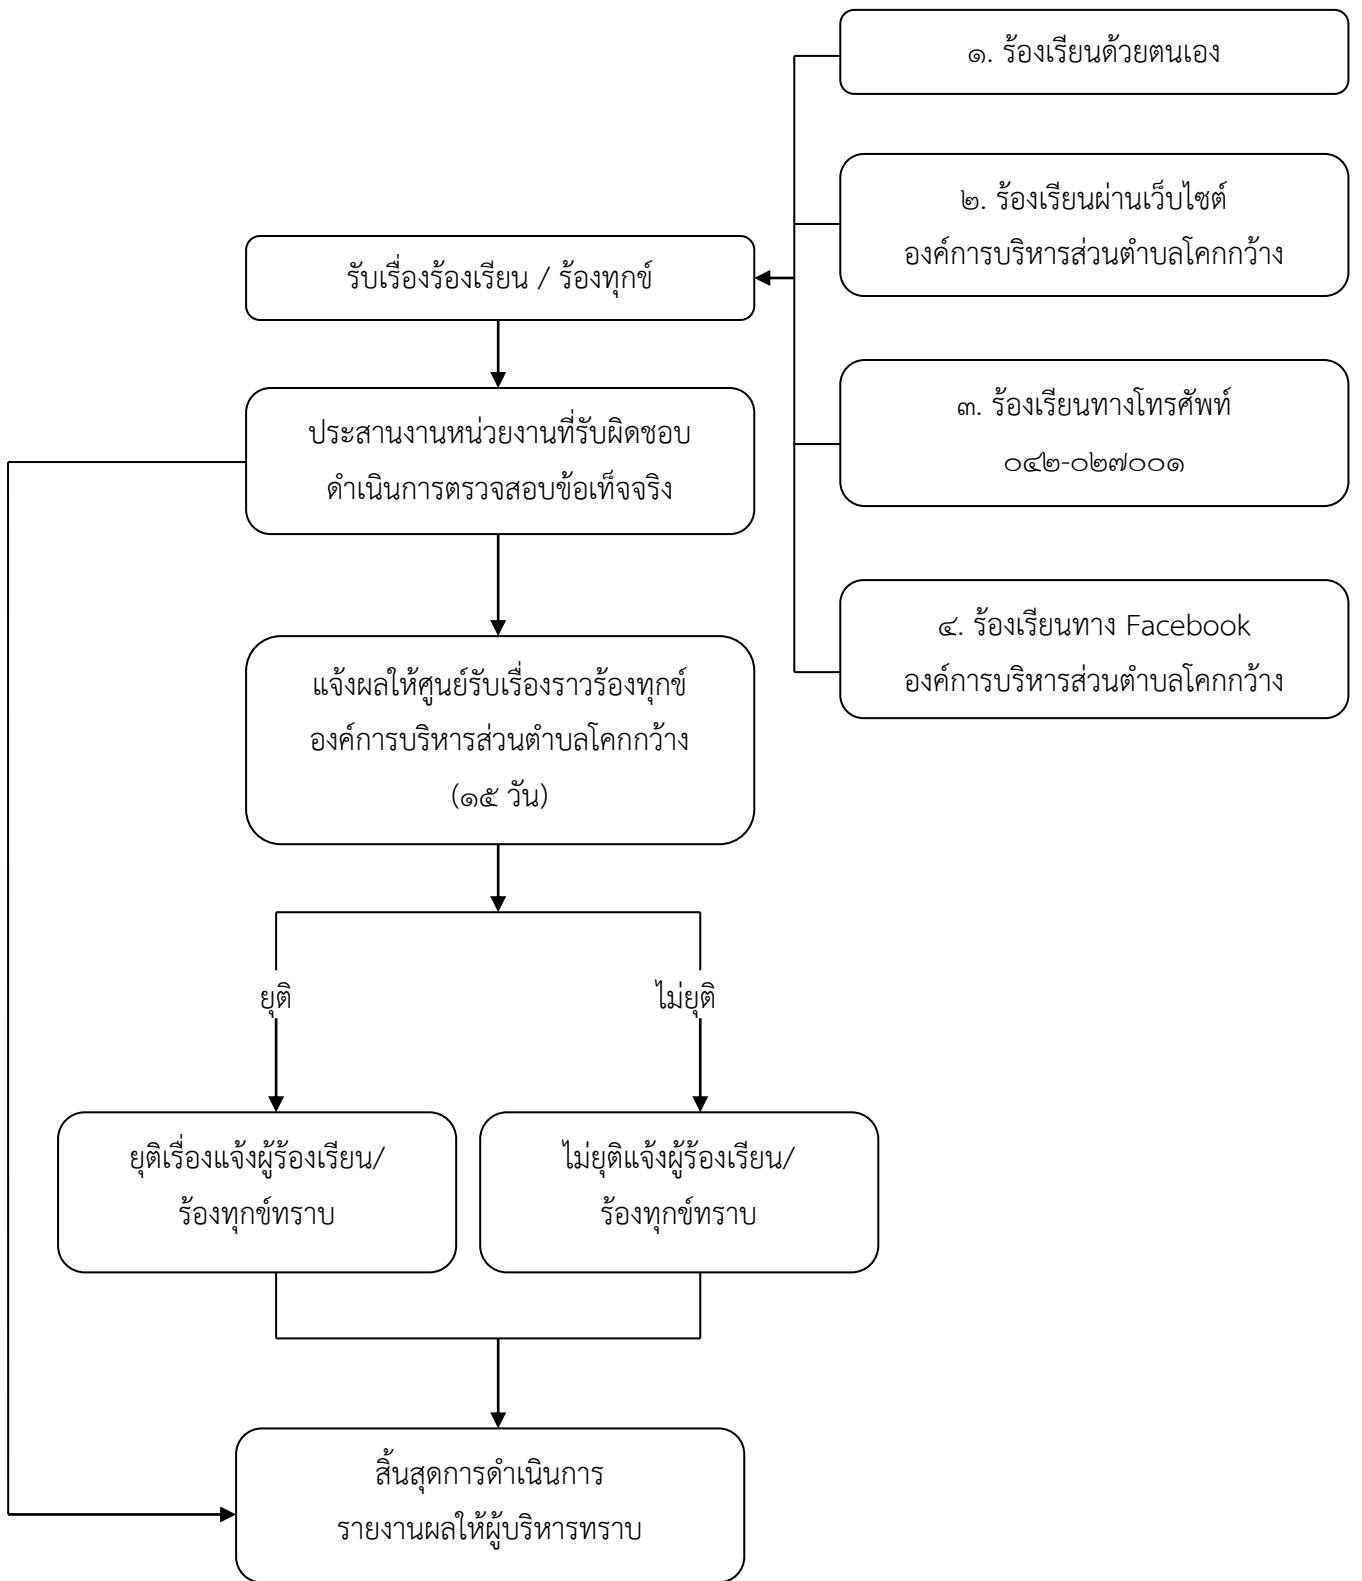 ๑. ร้องเรียนด้วยตนเอง
๒. ร้องเรียนผ่านเว็บไซต์
องค์การบริหารส่วนตำบลโคกกว้าง
รับเรื่องร้องเรียน / ร้องทุกข์
๓. ร้องเรียนทางโทรศัพท์
๐๔๒-๐๒๗๐๐๑
ประสานงานหน่วยงานที่รับผิดชอบ
ดำเนินการตรวจสอบข้อเท็จจริง
๔. ร้องเรียนทาง Facebook
องค์การบริหารส่วนตำบลโคกกว้าง
แจ้งผลให้ศูนย์รับเรื่องราวร้องทุกข์
องค์การบริหารส่วนตำบลโคกกว้าง
(๑๕ วัน)
ยุติ
ไม่ยุติ
ยุติเรื่องแจ้งผู้ร้องเรียน/
ร้องทุกข์ทราบ
ไม่ยุติแจ้งผู้ร้องเรียน/
ร้องทุกข์ทราบ
สิ้นสุดการดำเนินการ
รายงานผลให้ผู้บริหารทราบ